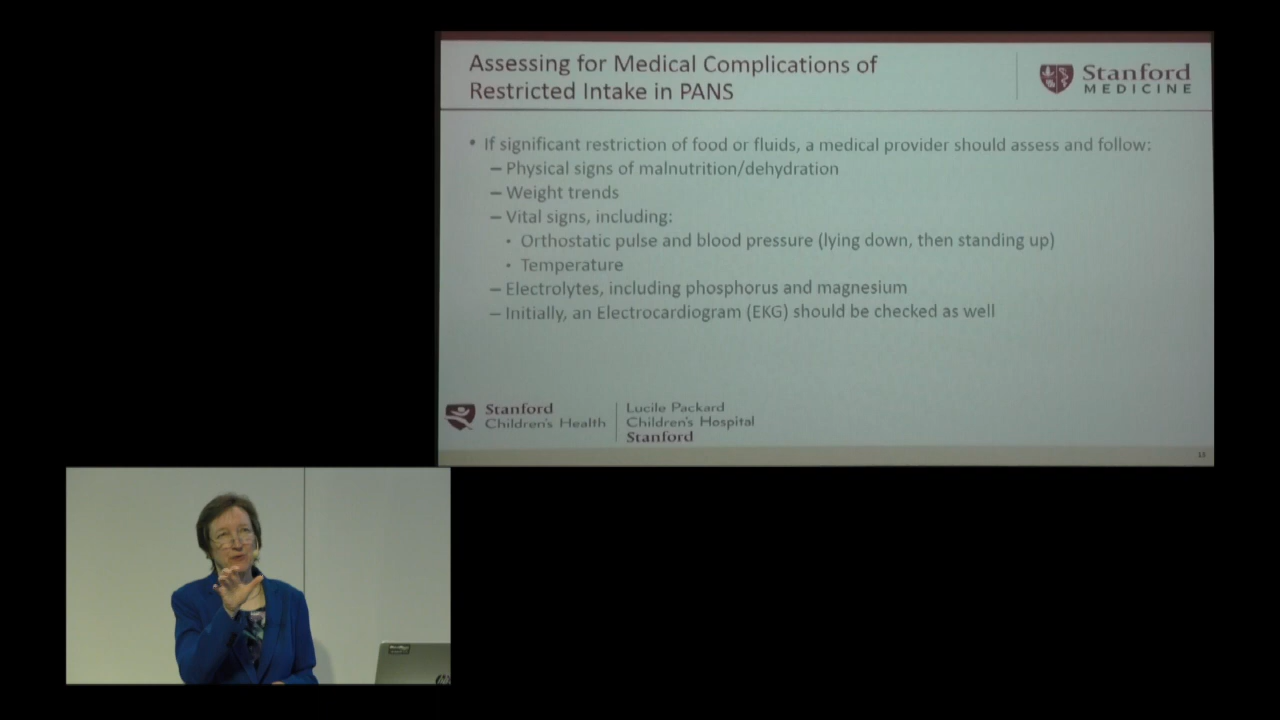 Assessing for Medical Complications of
Restricted Intake in PANS
Stanford
MEDICINE
• If significant restriction of food or fluids, a medical provider should assess and follow:
– Physical signs of malnutrition/dehydration
– Weight trends
– Vital signs, including:
• Orthostatic pulse and blood pressure (lying down, then standing up)
• Temperature
– Electrolytes, including phosphorus and magnesium
– Initially, an Electrocardiogram (EKG) should be checked as well
Stanford
Children's Health
Lucile Packard
Children's Hospital
Stanford
13